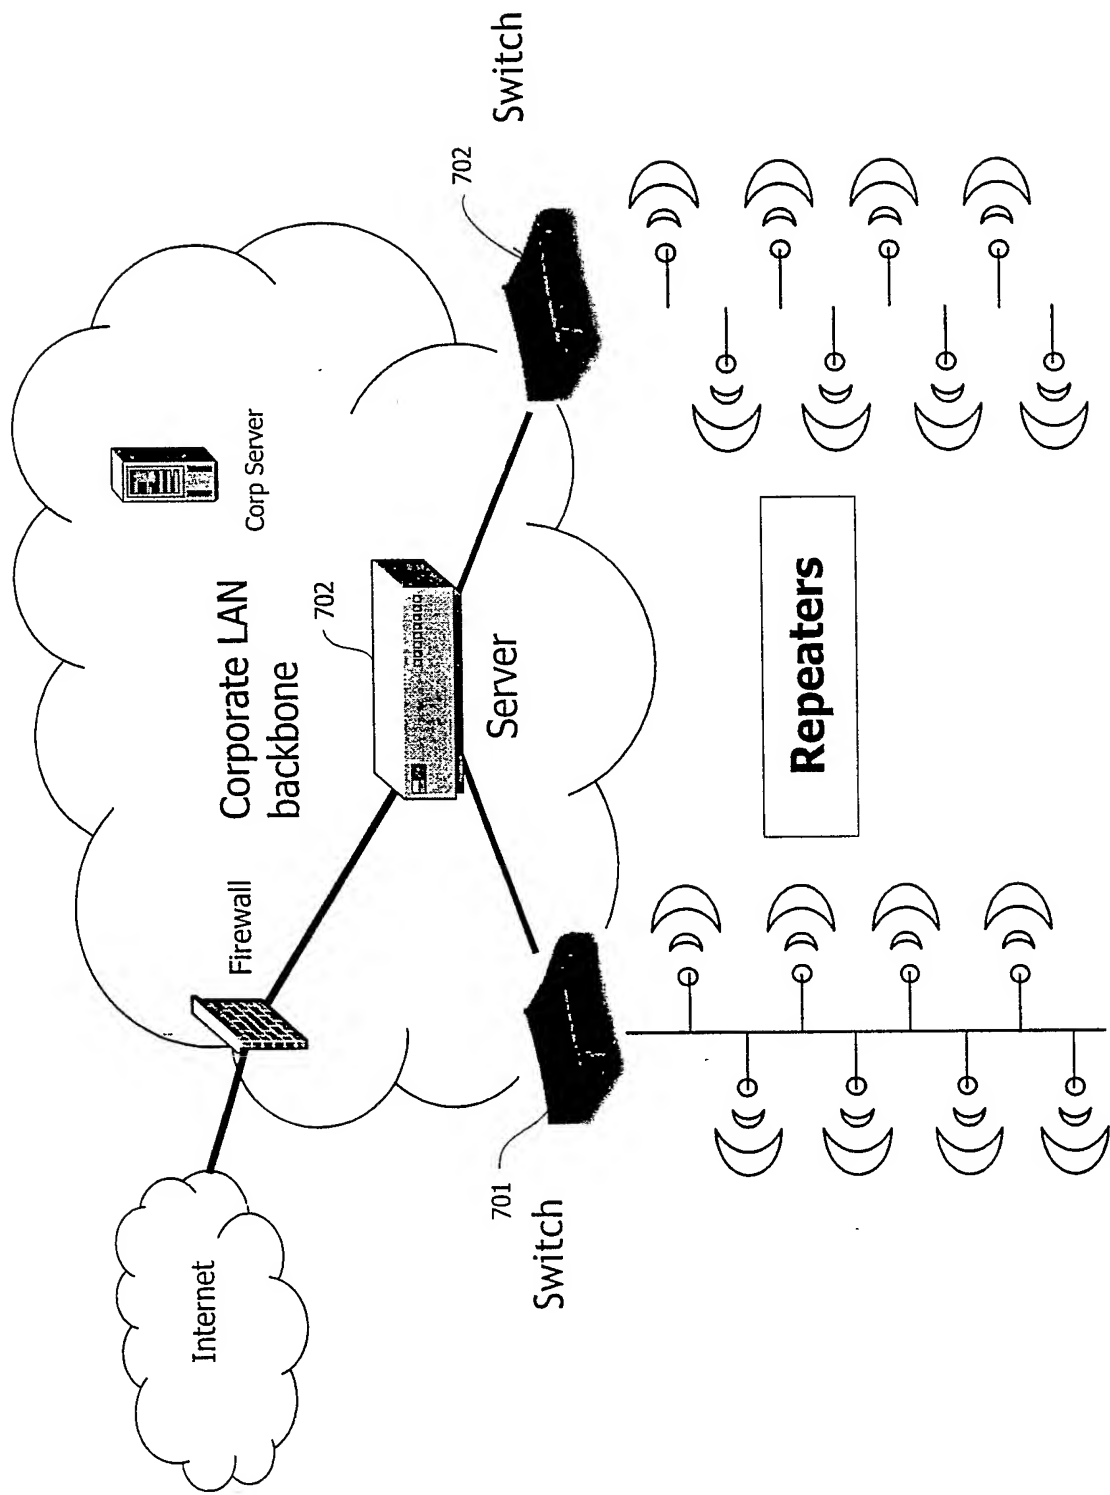 Internet
Firewall
Corporate LAN
backbone
Corp Server
702
Server
701
Switch
702
Switch
Repeaters